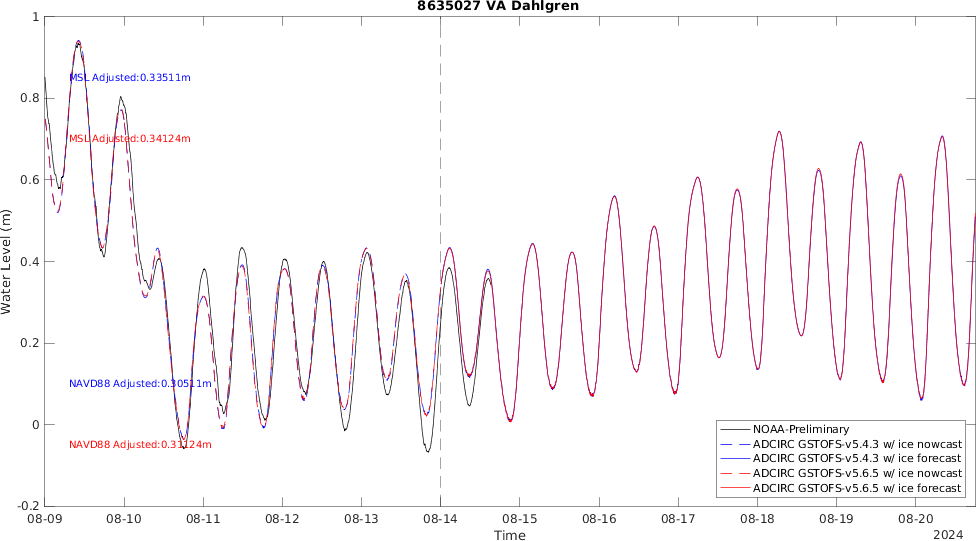 8635027 VA Dahlgren
1
0.8
0.6
0.4
0.2
0
-0.2
Water Level (m)
MSL Adjusted:0.33511m
MSL Adjusted:0.34124m
NAVD88 Adjusted:0.30511m
NAVD88 Adjusted:0.31124m
NOAA-Preliminary
ADCIRC GSTOFS-v5.4.3 w/ ice nowcast
ADCIRC GSTOFS-v5.4.3 w/ ice forecast
ADCIRC GSTOFS-v5.6.5 w/ ice nowcast
ADCIRC GSTOFS-v5.6.5 w/ ice forecast
08-09 08-10 08-11 08-12 08-13 08-14 08-15 08-16 08-17 08-18 08-19 08-20
Time
2024